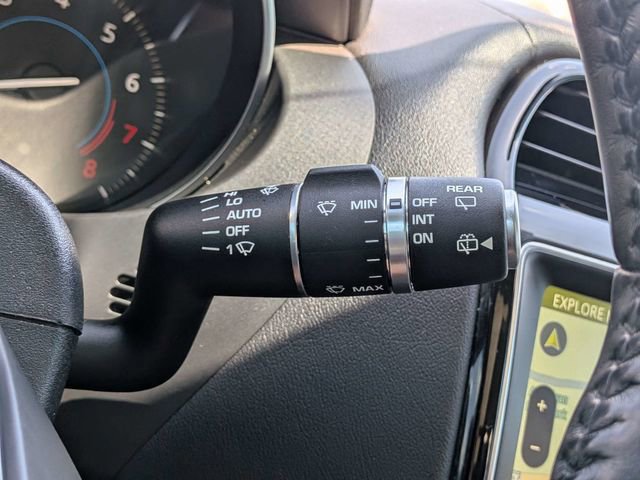 5
6
7
8
HI
LO
AUTO
OFF
1
MIN
MAX
REAR
OFF
INT
ON
EXPLORE
+
-